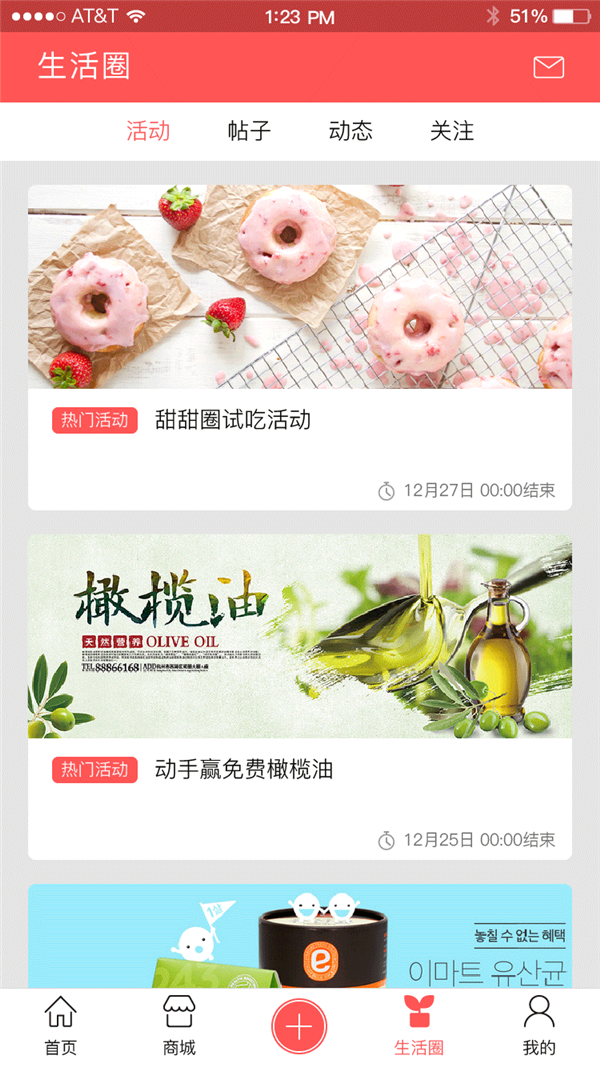 AT&T 1:23 PM 51%
生活圈
活动 帖子 动态 关注
热门活动 甜甜圈试吃活动
12月27日 00:00结束
橄榄油
天然营养 OLIVE OIL
TEL:88866168 | ADD
热门活动 动手赢免费橄榄油
12月25日 00:00结束
1상
놓칠 수 없는 혜택
e
이마트 유산균
首页 商城 生活圈 我的